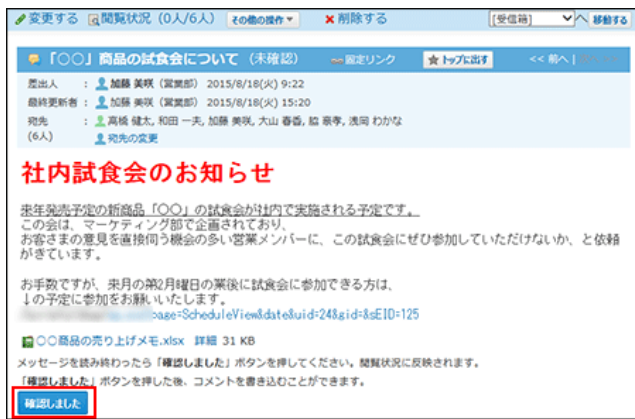 変更する 閲覧状況 (0人/6人) その他の操作▼ ×削除する [受信箱] へ 移動する
「〇〇」商品の試食会について (未確認) 固定リンク ★トップに出す << 前へ |
差出人 : 加藤 美咲 (営業部) 2015/8/18(火) 9:22
最終更新者 : 加藤 美咲 (営業部) 2015/8/18(火) 15:20
宛先 : 高橋 健太, 和田 一夫, 加藤 美咲, 大山 春香, 脇 泰孝, 浅岡 わかな
(6人) 宛先の変更
社内試食会のお知らせ
来年発売予定の新商品「〇〇」の試食会が社内で実施される予定です。
この会は、マーケティング部で企画されており、
お客さまの意見を直接伺う機会の多い営業メンバーに、この試食会にぜひ参加していただけないか、と依頼
がきています。
お手数ですが、来月の第2月曜日の業後に試食会に参加できる方は、
↓の予定に参加をお願いいたします。
page=ScheduleView&date&uid=24&gid=&sEID=125
〇〇商品の売り上げメモ.xlsx 詳細 31 KB
メッセージを読み終わったら「確認しました」ボタンを押してください。閲覧状況に反映されます。
「確認しました」ボタンを押した後、コメントを書き込むことができます。
確認しました